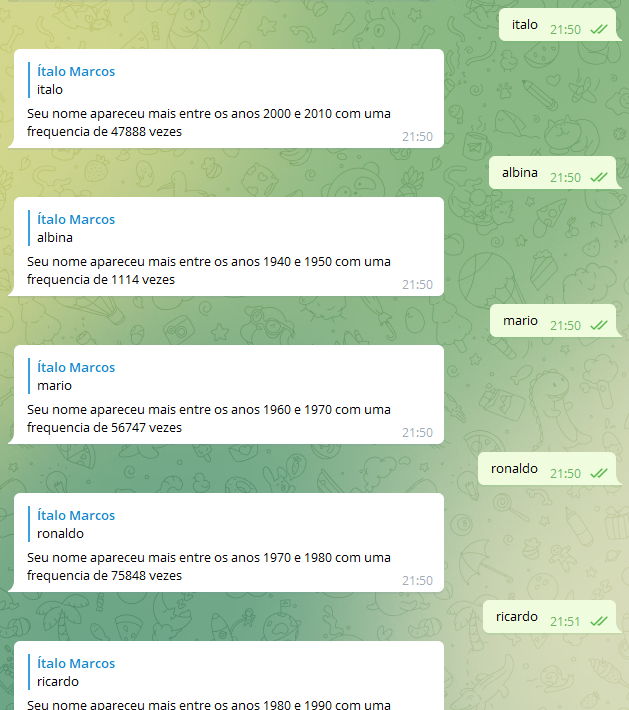 italo 21:50
Ítalo Marcos
italo
Seu nome apareceu mais entre os anos 2000 e 2010 com uma
frequencia de 47888 vezes 21:50
albina 21:50
Ítalo Marcos
albina
Seu nome apareceu mais entre os anos 1940 e 1950 com uma
frequencia de 1114 vezes 21:50
mario 21:50
Ítalo Marcos
mario
Seu nome apareceu mais entre os anos 1960 e 1970 com uma
frequencia de 56747 vezes 21:50
ronaldo 21:50
Ítalo Marcos
ronaldo
Seu nome apareceu mais entre os anos 1970 e 1980 com uma
frequencia de 75848 vezes 21:50
ricardo 21:51
Ítalo Marcos
ricardo
Seu nome apareceu mais entre os anos 1980 e 1990 com uma